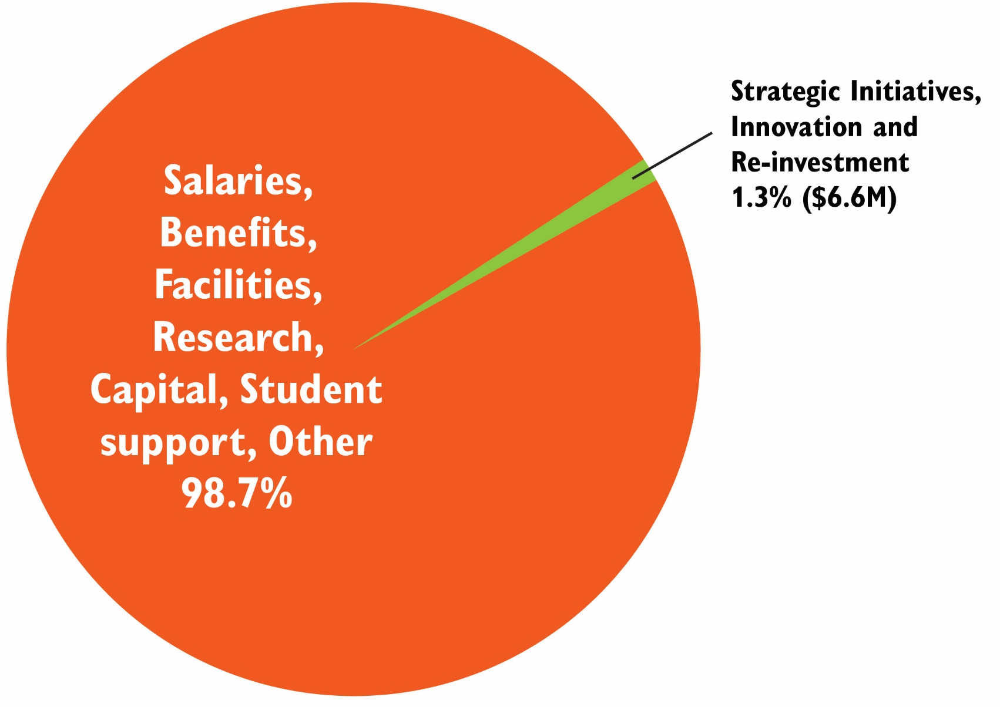 Salaries,
Benefits,
Facilities,
Research,
Capital, Student
support, Other
98.7%
Strategic Initiatives,
Innovation and
Re-investment
1.3% ($6.6M)